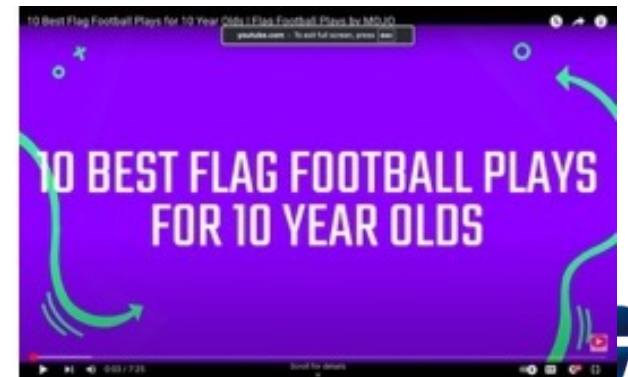 10 Best Flag Football Plays for 10 Year Olds | Flag Football Plays by MOJO
youtube.com - To exit full screen, press esc
10 BEST FLAG FOOTBALL PLAYS
FOR 10 YEAR OLDS
0:03 / 7:25
Scroll for details